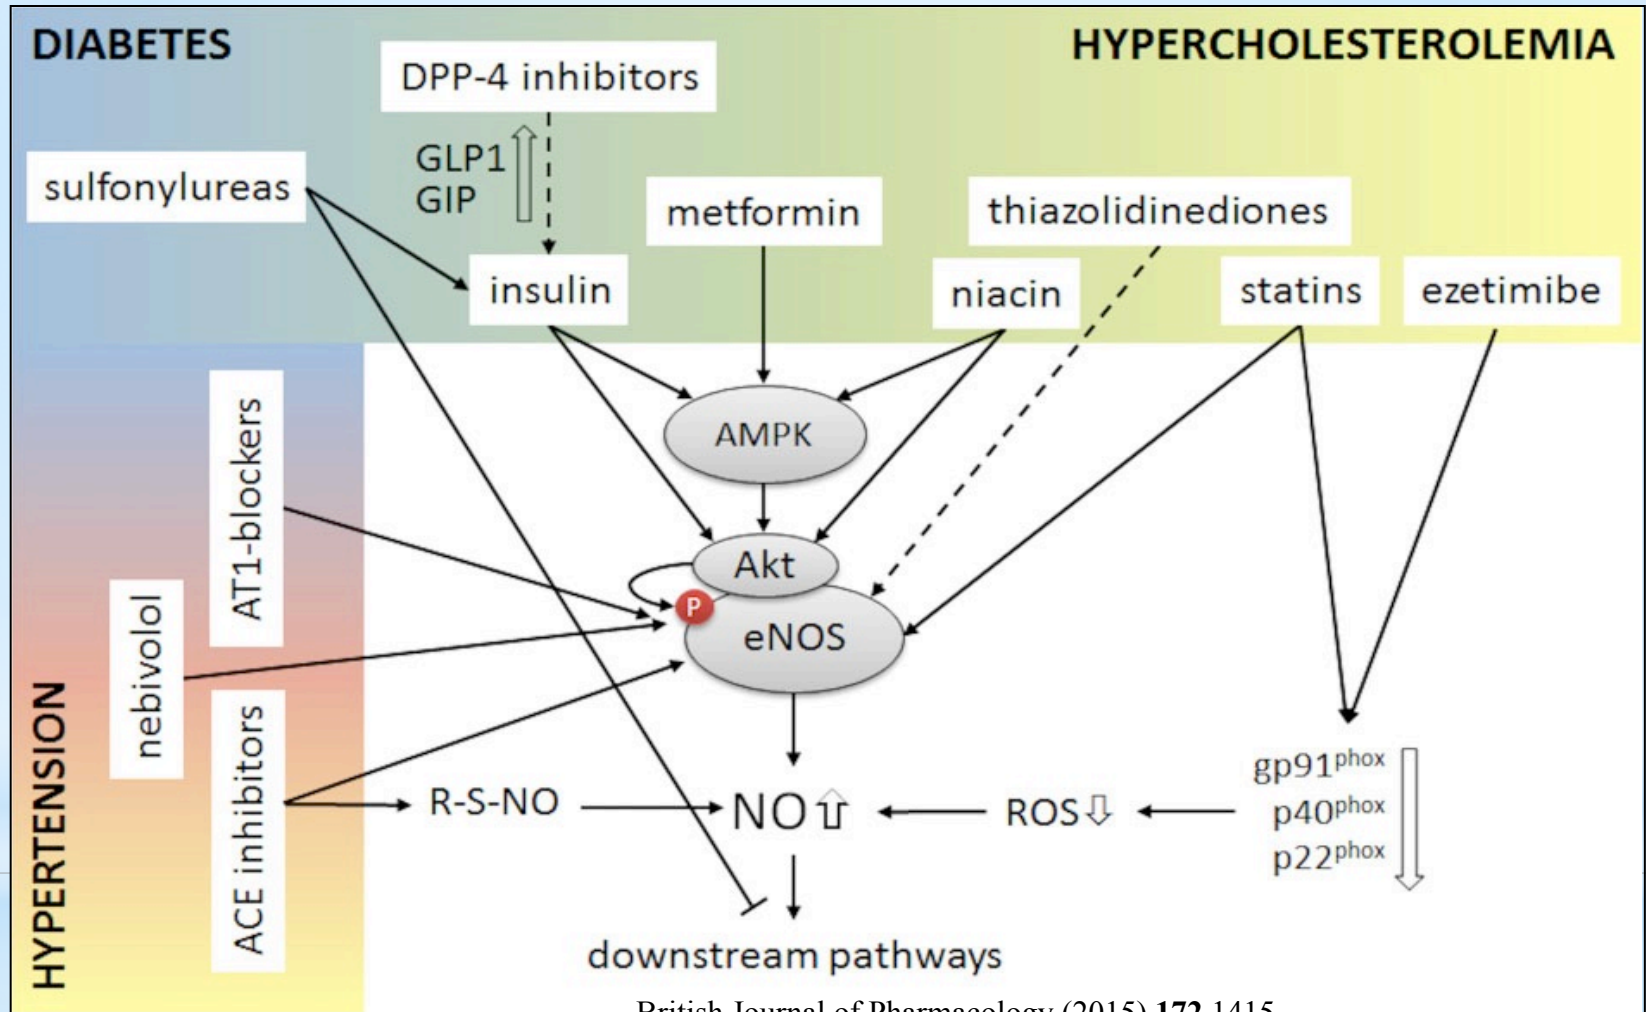 DIABETES
HYPERCHOLESTEROLEMIA
DPP-4 inhibitors
GLP1
GIP
sulfonylureas
metformin
thiazolidinediones
insulin
niacin
statins
ezetimibe
AMPK
AT1-blockers
Akt
P
eNOS
nebivolol
HYPERTENSION
ACE inhibitors
R-S-NO
NO
ROS
gp91phox
p40phox
p22phox
downstream pathways
British Journal of Pharmacology (2015) 172 1415